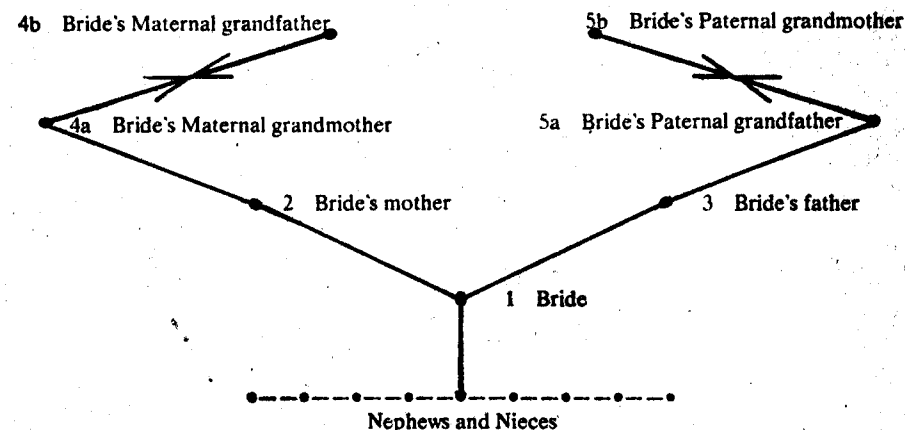 4b Bride's Maternal grandfather
5b Bride's Paternal grandmother
4a Bride's Maternal grandmother
5a Bride's Paternal grandfather
2 Bride's mother
3 Bride's father
1 Bride
Nephews and Nieces